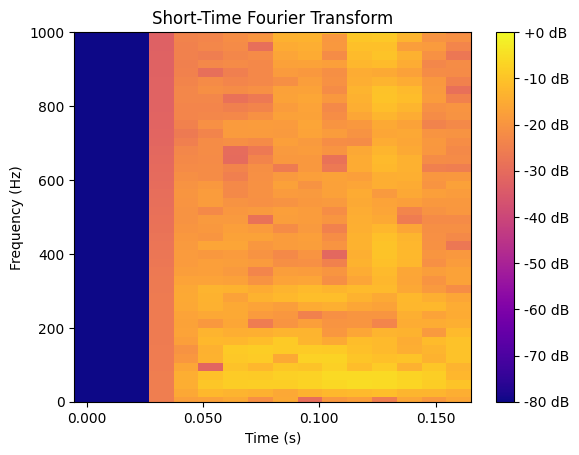 Short-Time Fourier Transform
1000
800
600
400
200
0
Frequency (Hz)
0.000
0.050
0.100
0.150
Time (s)
+0 dB
-10 dB
-20 dB
-30 dB
-40 dB
-50 dB
-60 dB
-70 dB
-80 dB